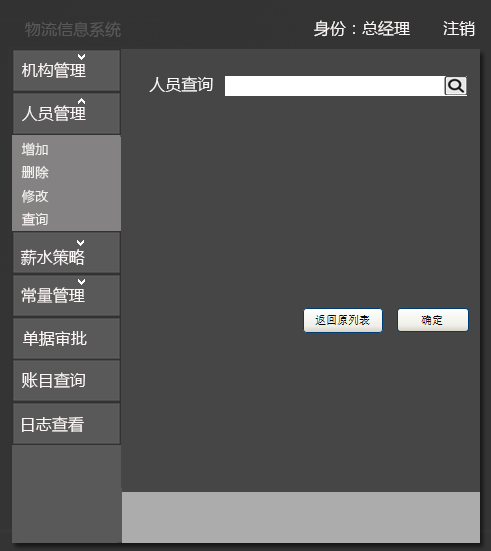 物流信息系统
身份：总经理 注销
机构管理
人员查询
人员管理
增加
删除
修改
查询
薪水策略
常量管理
返回原列表 确定
单据审批
账目查询
日志查看